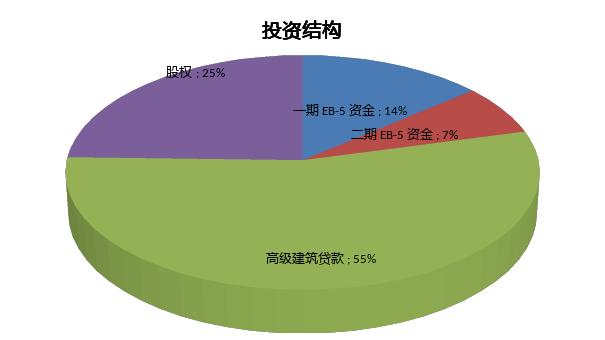 投资结构
股权 ; 25%
一期 EB-5 资金 ; 14%
二期 EB-5 资金 ; 7%
高级建筑贷款 ; 55%